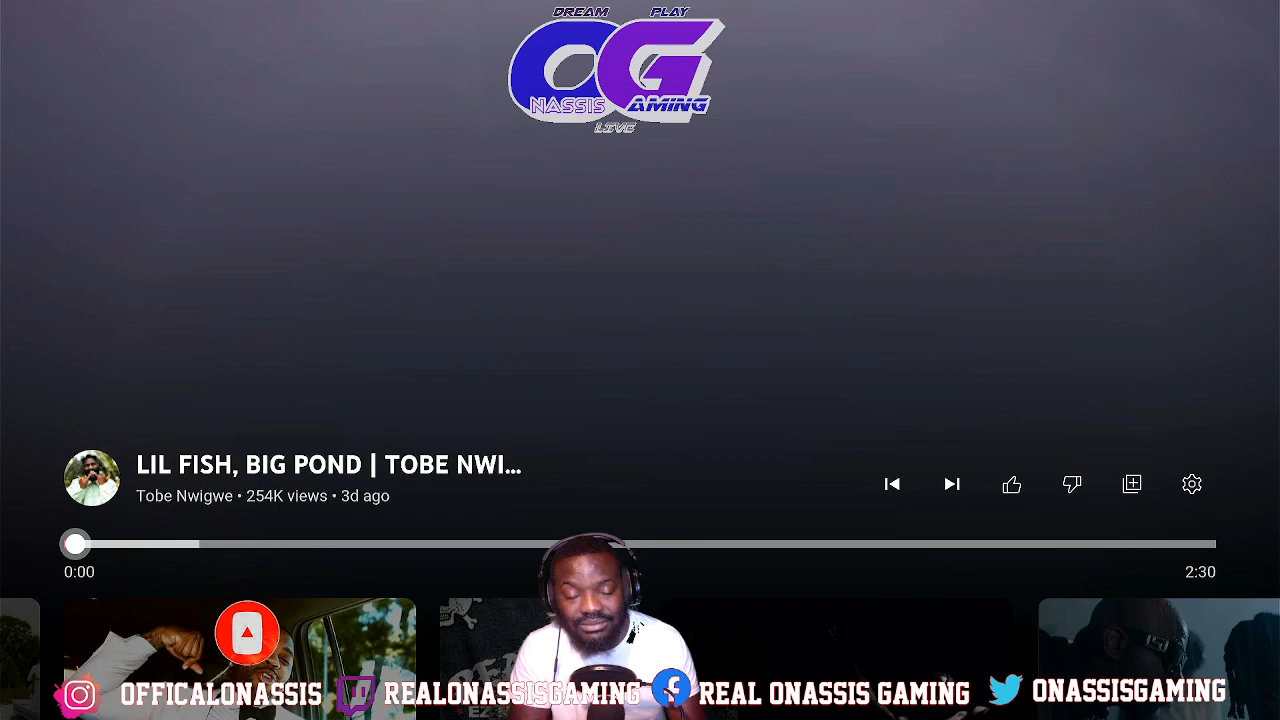 DREAM PLAY
OG
NASSIS AMING
LIVE
LIL FISH, BIG POND | TOBE NWI...
Tobe Nwigwe • 254K views • 3d ago
0:00
2:30
OFFICALONASSIS REALONASSISGAMING REAL ONASSIS GAMING ONASSISGAMING